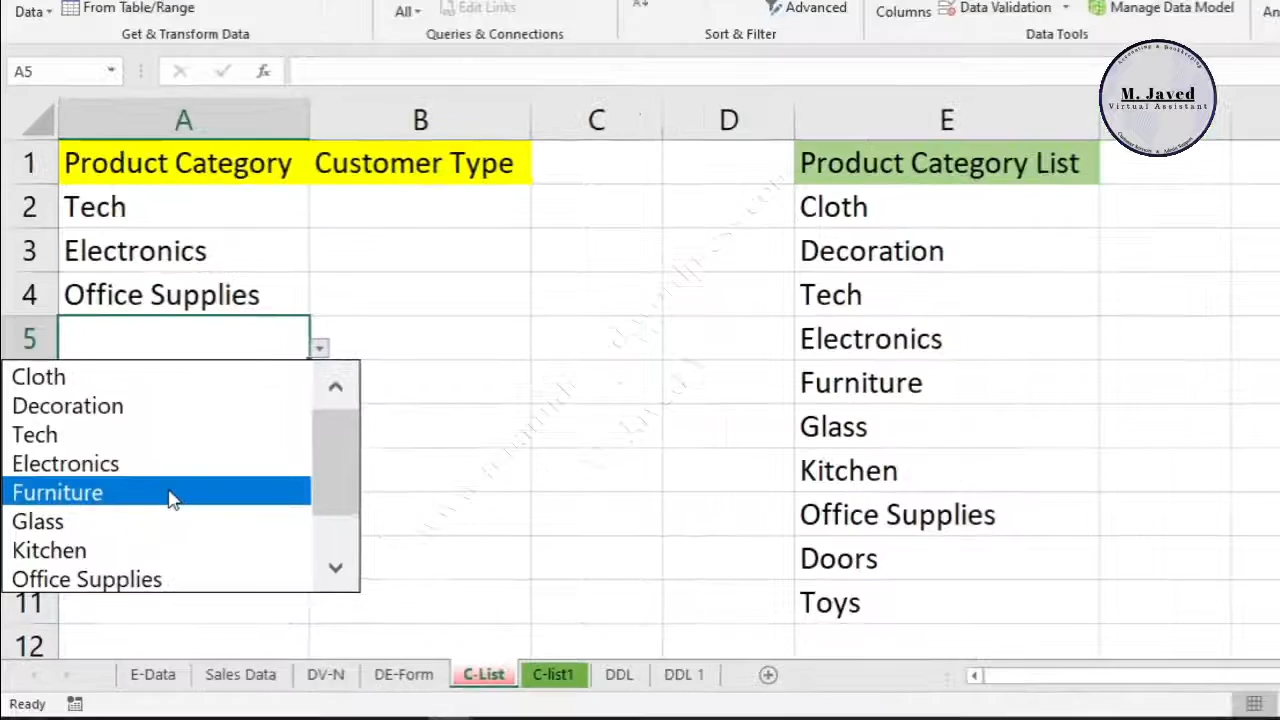 Data
From Table/Range
All
Edit Links
Advanced
Columns
Data Validation
Manage Data Model
Get & Transform Data
Queries & Connections
Sort & Filter
Data Tools
A5
fx
Accounting & Bookkeeping
M. Javed
Virtual Assistant
A B C D E
1 Product Category Customer Type Product Category List
2 Tech Cloth
3 Electronics Decoration
4 Office Supplies Tech
5 Electronics
Furniture
Glass
Kitchen
Office Supplies
Doors
11 Toys
12
Cloth
Decoration
Tech
Electronics
Furniture
Glass
Kitchen
Office Supplies
E-Data Sales Data DV-N DE-Form C-List C-list1 DDL DDL 1
Ready